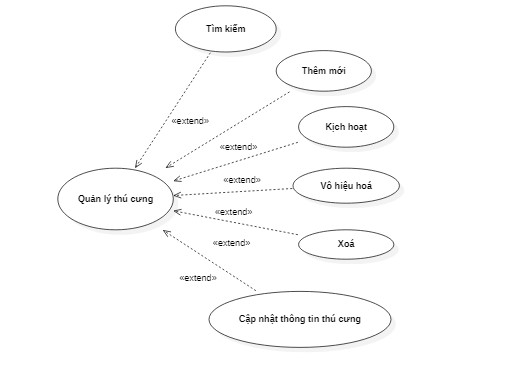 Tìm kiếm
Thêm mới
«extend»
Kịch hoạt
«extend»
«extend»
Vô hiệu hoá
Quản lý thú cưng
«extend»
«extend»
Xoá
«extend»
Cập nhật thông tin thú cưng